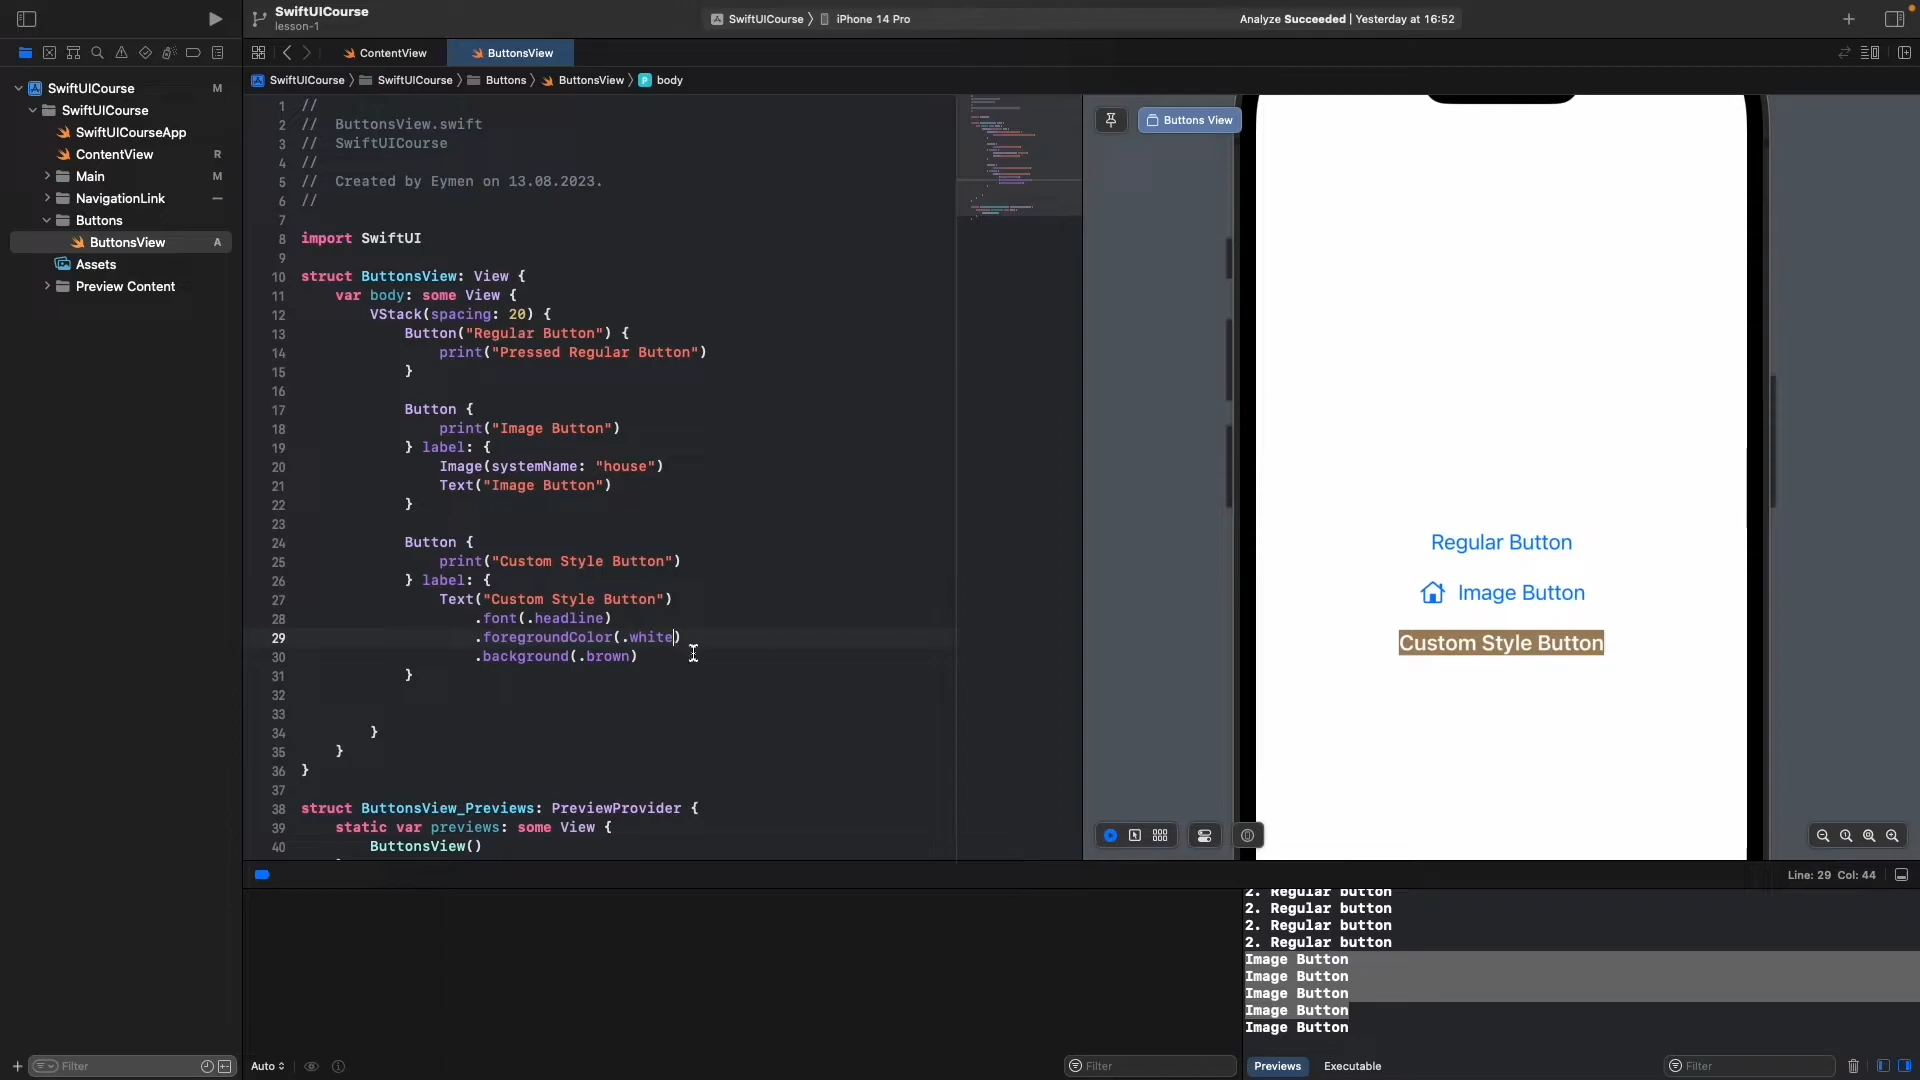 SwiftUICourse
lesson-1
SwiftUICourse
iPhone 14 Pro
Analyze Succeeded | Yesterday at 16:52
ContentView
ButtonsView
SwiftUICourse
SwiftUICourse
Buttons
ButtonsView
body
SwiftUICourse M
SwiftUICourse
SwiftUICourseApp
ContentView R
Main M
NavigationLink
Buttons
ButtonsView A
Assets
Preview Content
1 //
2 // ButtonsView.swift
3 // SwiftUICourse
4 //
5 // Created by Eymen on 13.08.2023.
6 //
7
8 import SwiftUI
9
10 struct ButtonsView: View {
11 var body: some View {
12 VStack(spacing: 20) {
13 Button("Regular Button") {
14 print("Pressed Regular Button")
15 }
16
17 Button {
18 print("Image Button")
19 } label: {
20 Image(systemName: "house")
21 Text("Image Button")
22 }
23
24 Button {
25 print("Custom Style Button")
26 } label: {
27 Text("Custom Style Button")
28 .font(.headline)
29 .foregroundColor(.white)
30 .background(.brown)
31 }
32
33
34 }
35 }
36 }
37
38 struct ButtonsView_Previews: PreviewProvider {
39 static var previews: some View {
40 ButtonsView()
Buttons View
Regular Button
Image Button
Custom Style Button
Line: 29 Col: 44
2. Regular button
2. Regular button
2. Regular button
2. Regular button
Image Button
Image Button
Image Button
Image Button
Image Button
Filter
Auto
Filter
Previews
Executable
Filter